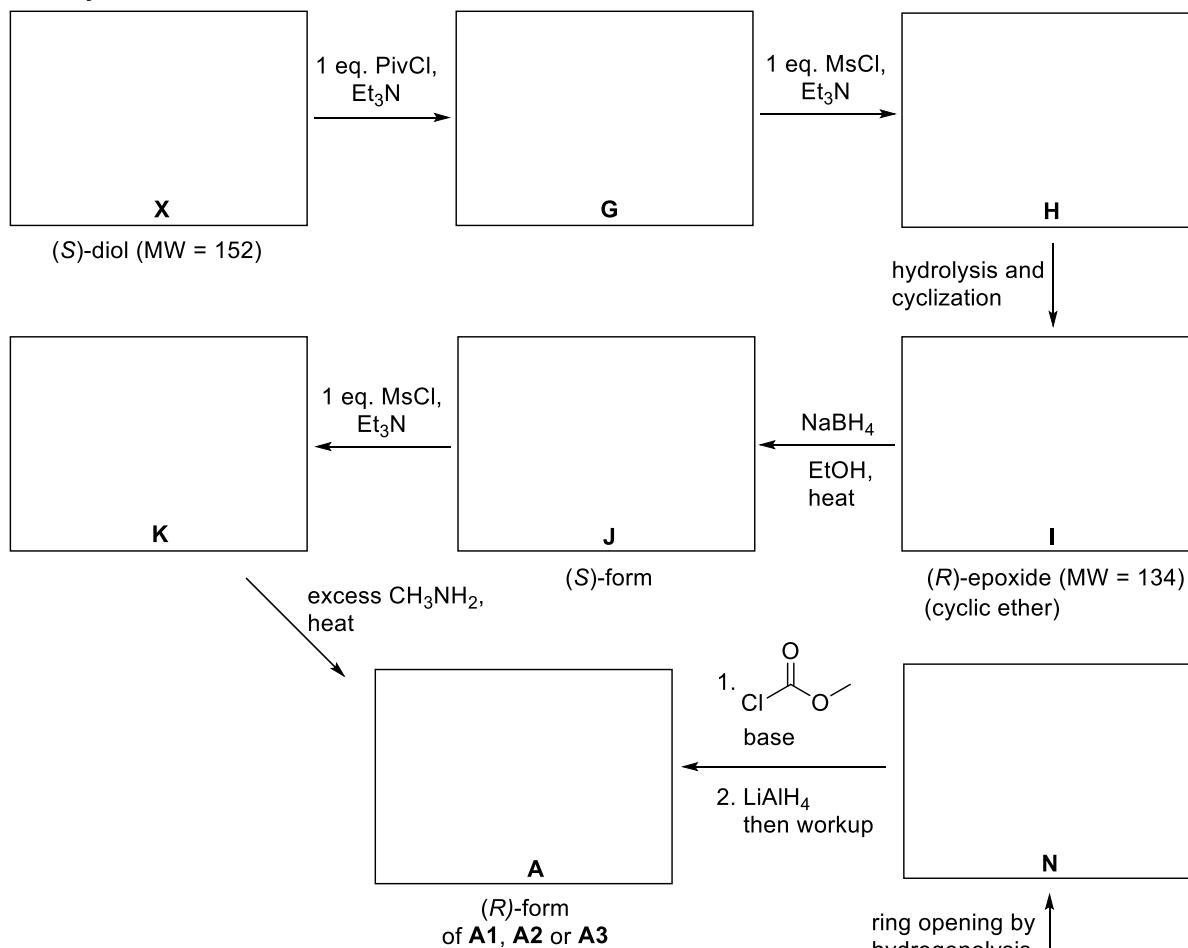 1 eq. PivCl,
Et₃N
1 eq. MsCl,
Et₃N
X
G
H
(S)-diol (MW = 152)
hydrolysis and
cyclization
1 eq. MsCl,
Et₃N
NaBH₄
EtOH,
heat
K
J
I
(S)-form
(R)-epoxide (MW = 134)
(cyclic ether)
excess CH₃NH₂,
heat
1.
O
Cl
O
base
2. LiAlH₄
then workup
A
N
(R)-form
of A1, A2 or A3
ring opening by